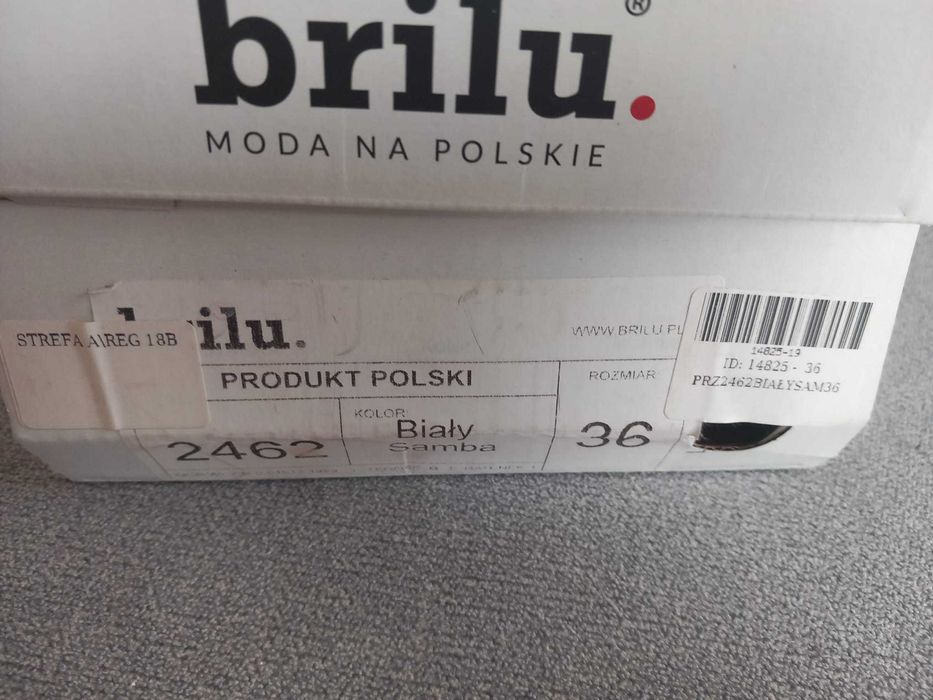 brilu.®
MODA NA POLSKIE
STREFA A\REG 18B
ilu.
WWW.BRILU.PL
PRODUKT POLSKI
ROZMIAR
2462
KOLOR:
Biały
Samba
36
14825-19
ID: 14825 - 36
PRZ2462BIAŁYSAM36